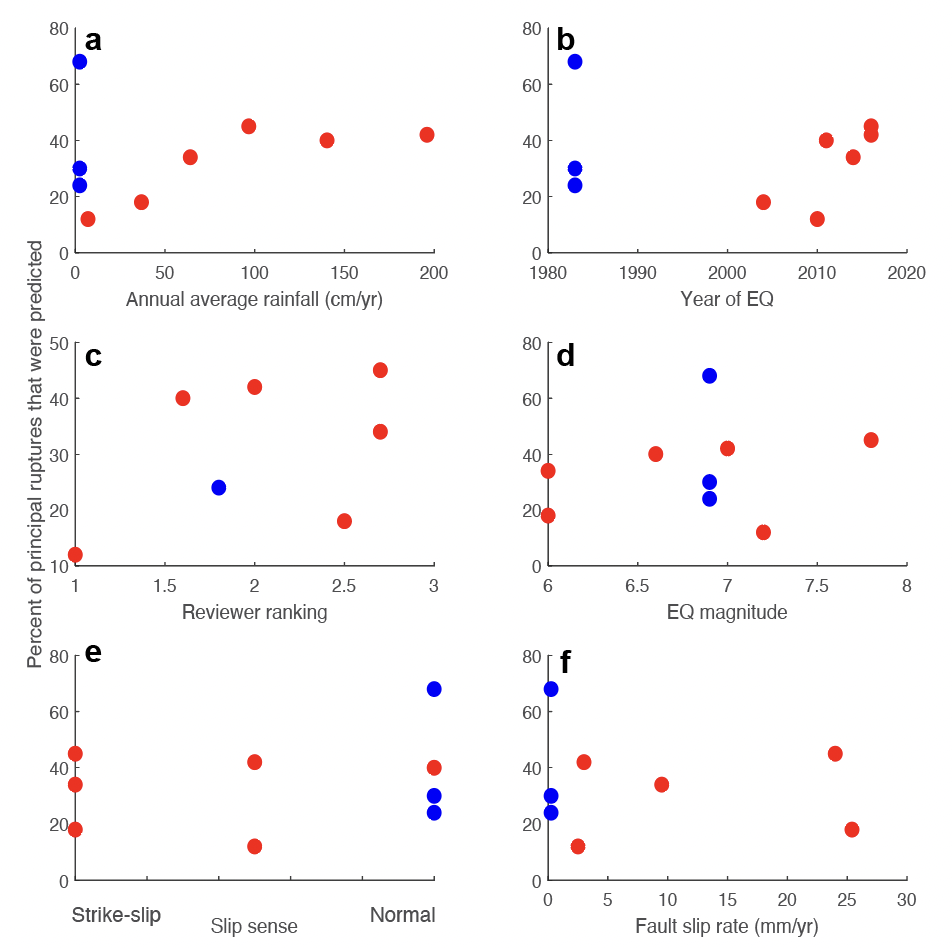 Percent of principal ruptures that were predicted
a
80
60
40
20
0
0 50 100 150 200
Annual average rainfall (cm/yr)
b
80
60
40
20
0
1980 1990 2000 2010 2020
Year of EQ
c
50
40
30
20
10
1 1.5 2 2.5 3
Reviewer ranking
d
80
60
40
20
0
6 6.5 7 7.5 8
EQ magnitude
e
80
60
40
20
0
Strike-slip Normal
Slip sense
f
80
60
40
20
0
0 5 10 15 20 25 30
Fault slip rate (mm/yr)